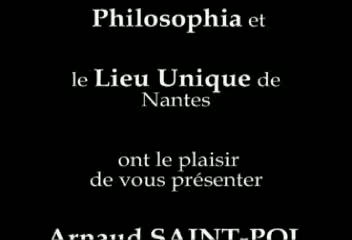 Philosophia et
le Lieu Unique de
Nantes
ont le plaisir
de vous présenter
Arnaud SAINT-POL